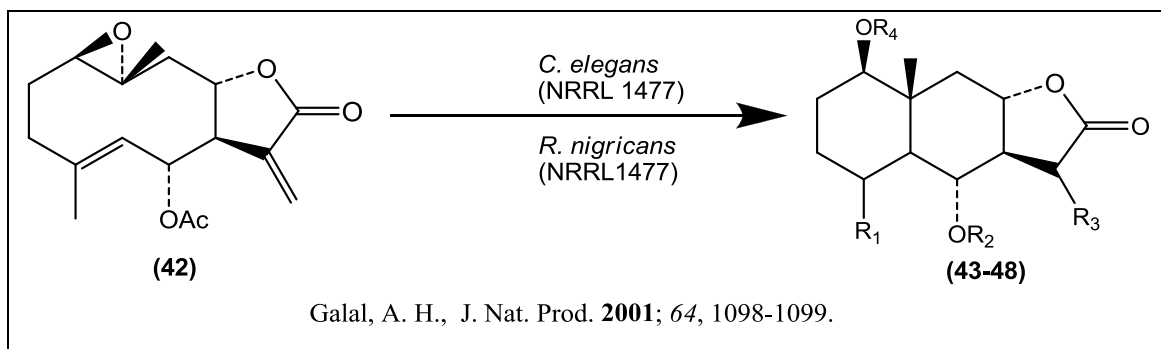 O
O
O
OAc
(42)
C. elegans
(NRRL 1477)
R. nigricans
(NRRL1477)
OR4
O
O
R1
OR2
R3
(43-48)
Galal, A. H., J. Nat. Prod. 2001; 64, 1098-1099.